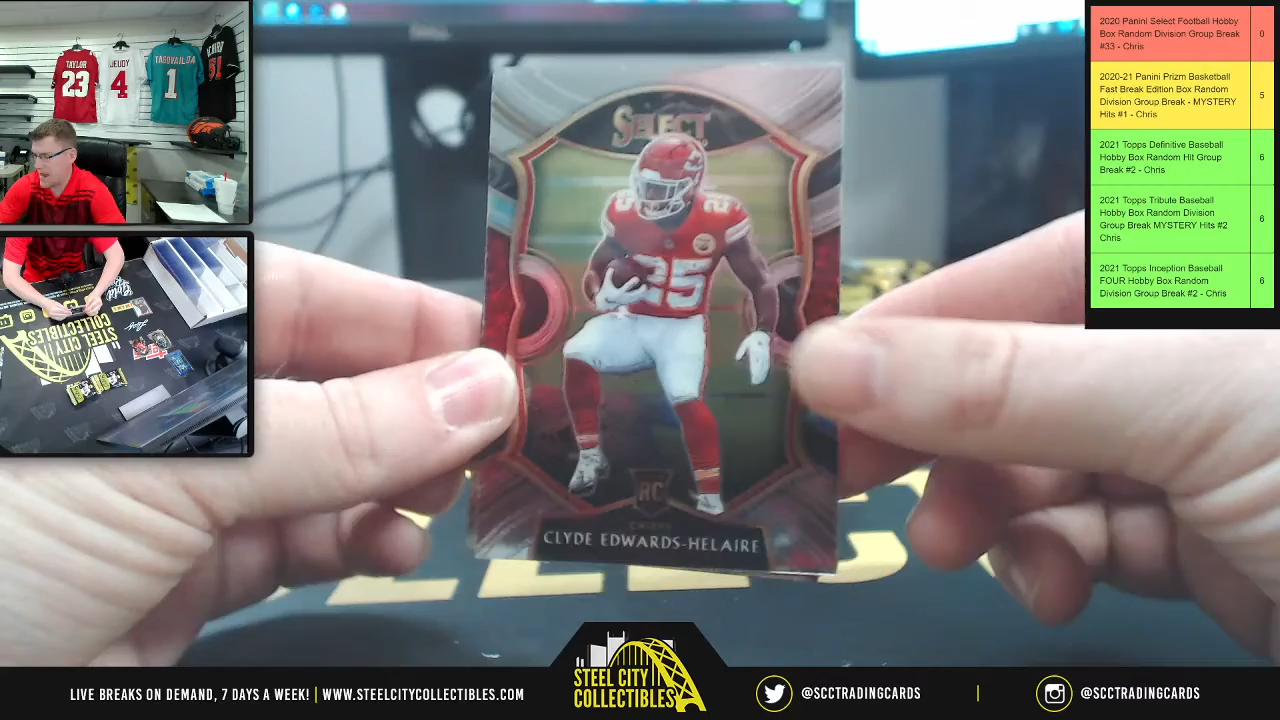 TAYLOR
23
JEUDY
4
TAGOVAILOA
1
51
SELECT
25
25
RC
CHIEFS
CLYDE EDWARDS-HELAIRE
STEEL CITY
COLLECTIBLES
2020 Panini Select Football Hobby
Box Random Division Group Break
#33 - Chris
0
2020-21 Panini Prizm Basketball
Fast Break Edition Box Random
Division Group Break - MYSTERY
Hits #1 - Chris
5
2021 Topps Definitive Baseball
Hobby Box Random Hit Group
Break #2 - Chris
6
2021 Topps Tribute Baseball
Hobby Box Random Division
Group Break MYSTERY Hits #2
Chris
6
2021 Topps Inception Baseball
FOUR Hobby Box Random
Division Group Break #2 - Chris
6
LIVE BREAKS ON DEMAND, 7 DAYS A WEEK! | WWW.STEELCITYCOLLECTIBLES.COM
STEEL CITY
COLLECTIBLES
@SCCTRADINGCARDS
@SCCTRADINGCARDS